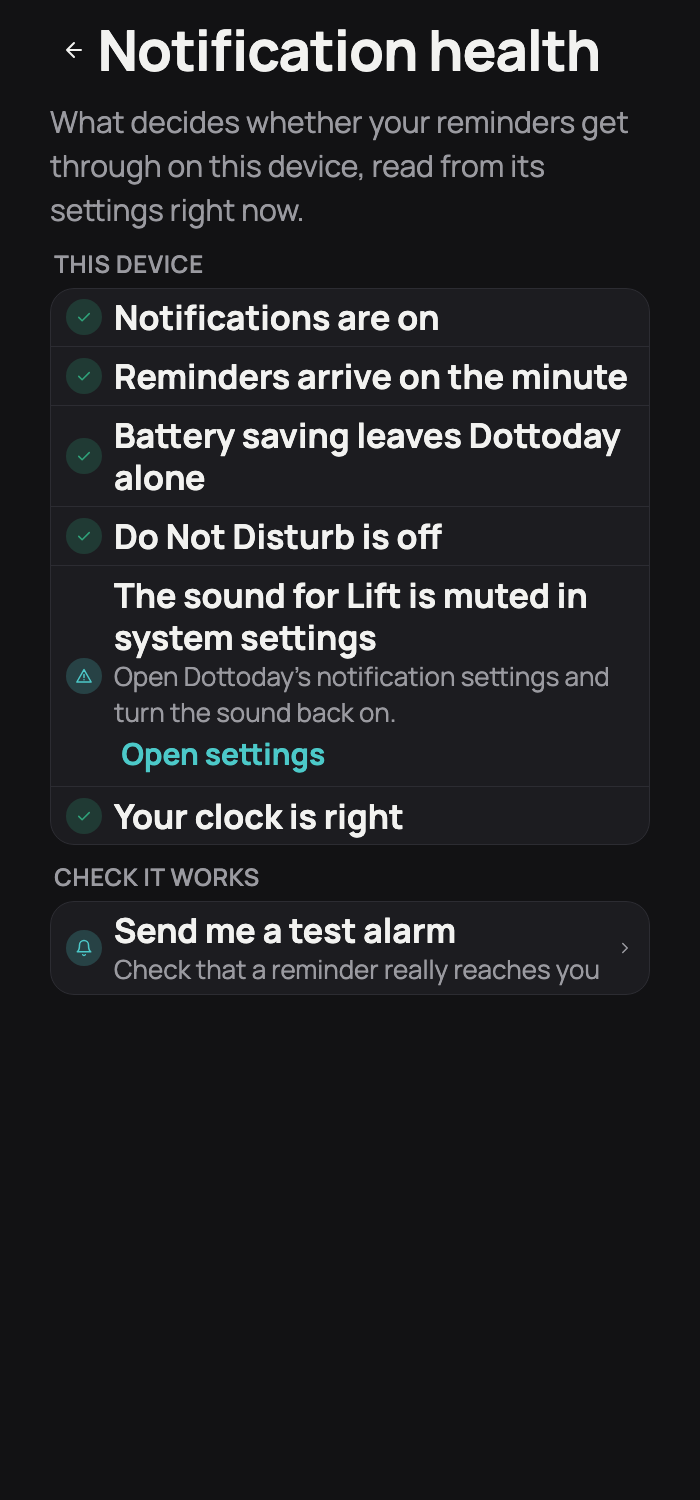 Notification health
What decides whether your reminders get
through on this device, read from its
settings right now.
THIS DEVICE
Notifications are on
Reminders arrive on the minute
Battery saving leaves Dottoday
alone
Do Not Disturb is off
The sound for Lift is muted in
system settings
Open Dottoday’s notification settings and
turn the sound back on.
Open settings
Your clock is right
CHECK IT WORKS
Send me a test alarm
Check that a reminder really reaches you